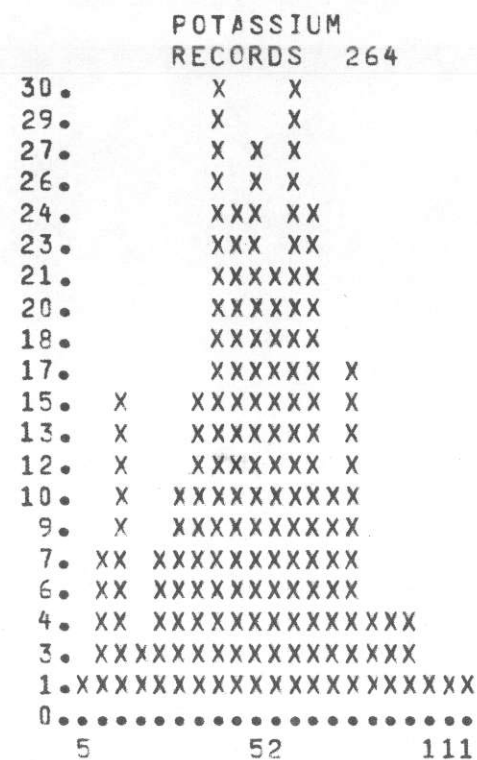 POTASSIUM
RECORDS 264
30. X X
29. X X
27. X X X
26. X X X
24. XXX XX
23. XXX XX
21. XXXXXX
20. XXXXXX
18. XXXXXX
17. XXXXXX X
15. X XXXXXXX X
13. X XXXXXXX X
12. X XXXXXXX X
10. X XXXXXXXXXX
9. X XXXXXXXXXX
7. XX XXXXXXXXXXX
6. XX XXXXXXXXXXX
4. XX XXXXXXXXXXXXXX
3. XXXXXXXXXXXXXXXXX
1.XXXXXXXXXXXXXXXXXXXXX
0......................
5 52 111